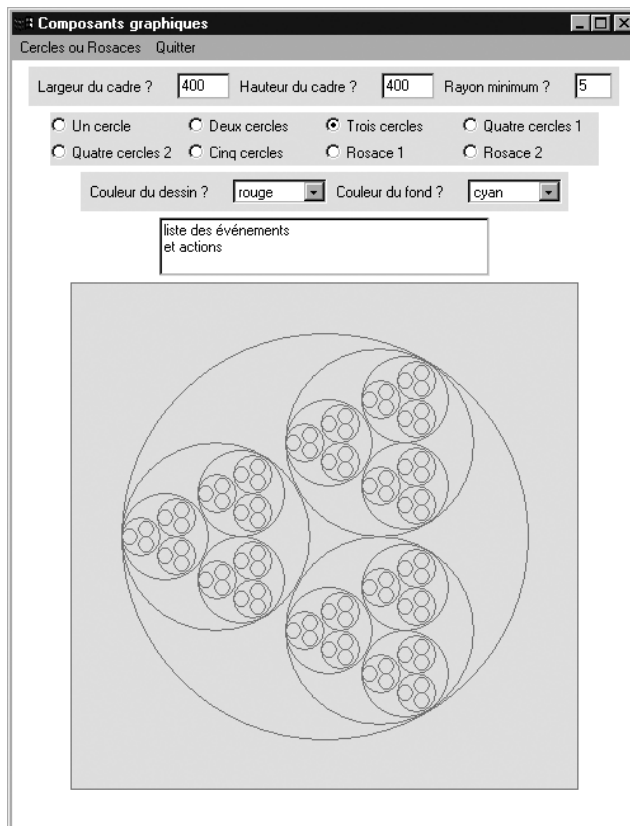 Composants graphiques
Cercles ou Rosaces Quitter
Largeur du cadre ? 400 Hauteur du cadre ? 400 Rayon minimum ? 5
Un cercle Deux cercles Trois cercles Quatre cercles 1
Quatre cercles 2 Cinq cercles Rosace 1 Rosace 2
Couleur du dessin ? rouge Couleur du fond ? cyan
liste des événements
et actions